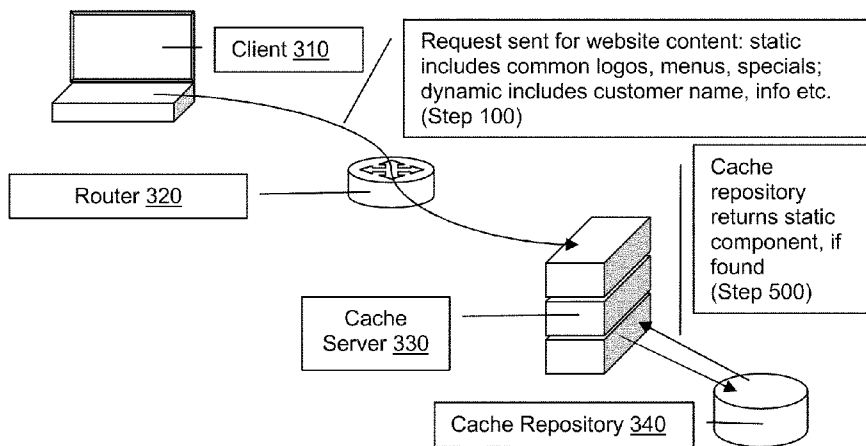 Client 310
Request sent for website content: static
includes common logos, menus, specials;
dynamic includes customer name, info etc.
(Step 100)
Router 320
Cache
repository
returns static
component, if
found
(Step 500)
Cache
Server 330
Cache Repository 340